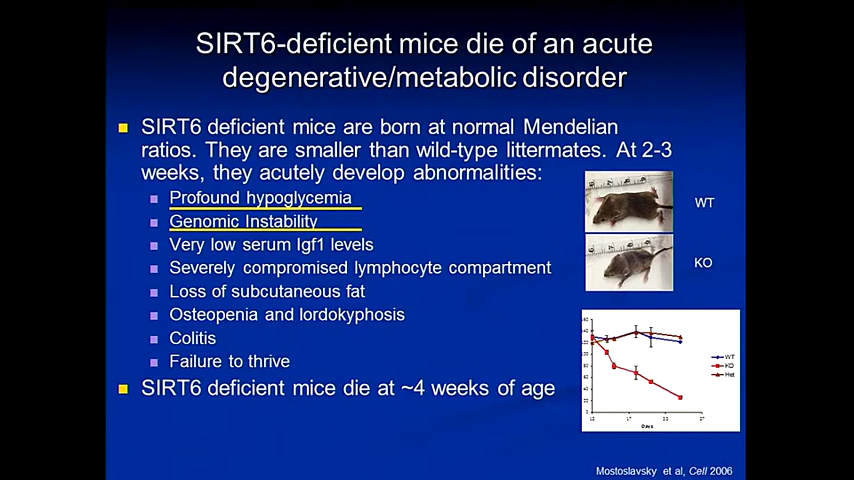 SIRT6-deficient mice die of an acute
degenerative/metabolic disorder
SIRT6 deficient mice are born at normal Mendelian
ratios. They are smaller than wild-type littermates. At 2-3
weeks, they acutely develop abnormalities:
Profound hypoglycemia
Genomic Instability
Very low serum Igf1 levels
Severely compromised lymphocyte compartment
Loss of subcutaneous fat
Osteopenia and lordokyphosis
Colitis
Failure to thrive
SIRT6 deficient mice die at ~4 weeks of age
WT
KO
WT
KO
Het
Days
Mostoslavsky et al, Cell 2006